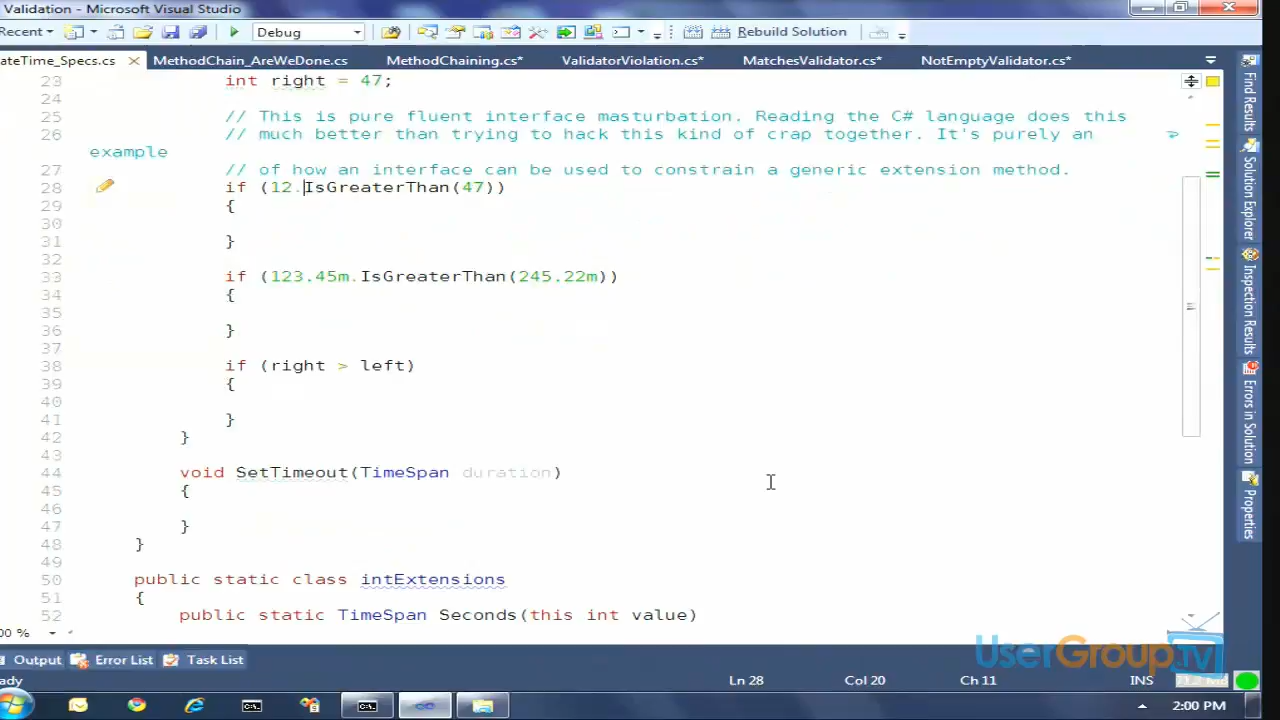 Validation - Microsoft Visual Studio
Recent Debug Rebuild Solution
ateTime_Specs.cs MethodChain_AreWeDone.cs MethodChaining.cs* ValidatorViolation.cs* MatchesValidator.cs* NotEmptyValidator.cs*
23 int right = 47;
24
25 // This is pure fluent interface masturbation. Reading the C# language does this
26 // much better than trying to hack this kind of crap together. It's purely an
example
27 // of how an interface can be used to constrain a generic extension method.
28 if (12.IsGreaterThan(47))
29 {
30
31 }
32
33 if (123.45m.IsGreaterThan(245.22m))
34 {
35
36 }
37
38 if (right > left)
39 {
40
41 }
42 }
43
44 void SetTimeout(TimeSpan duration)
45 {
46
47 }
48 }
49
50 public static class intExtensions
51 {
52 public static TimeSpan Seconds(this int value)
00 %
Find Results
Solution Explorer
Inspection Results
Errors in Solution
Properties
UserGroup.tv
Output Error List Task List
ady Ln 28 Col 20 Ch 11 INS
2:00 PM